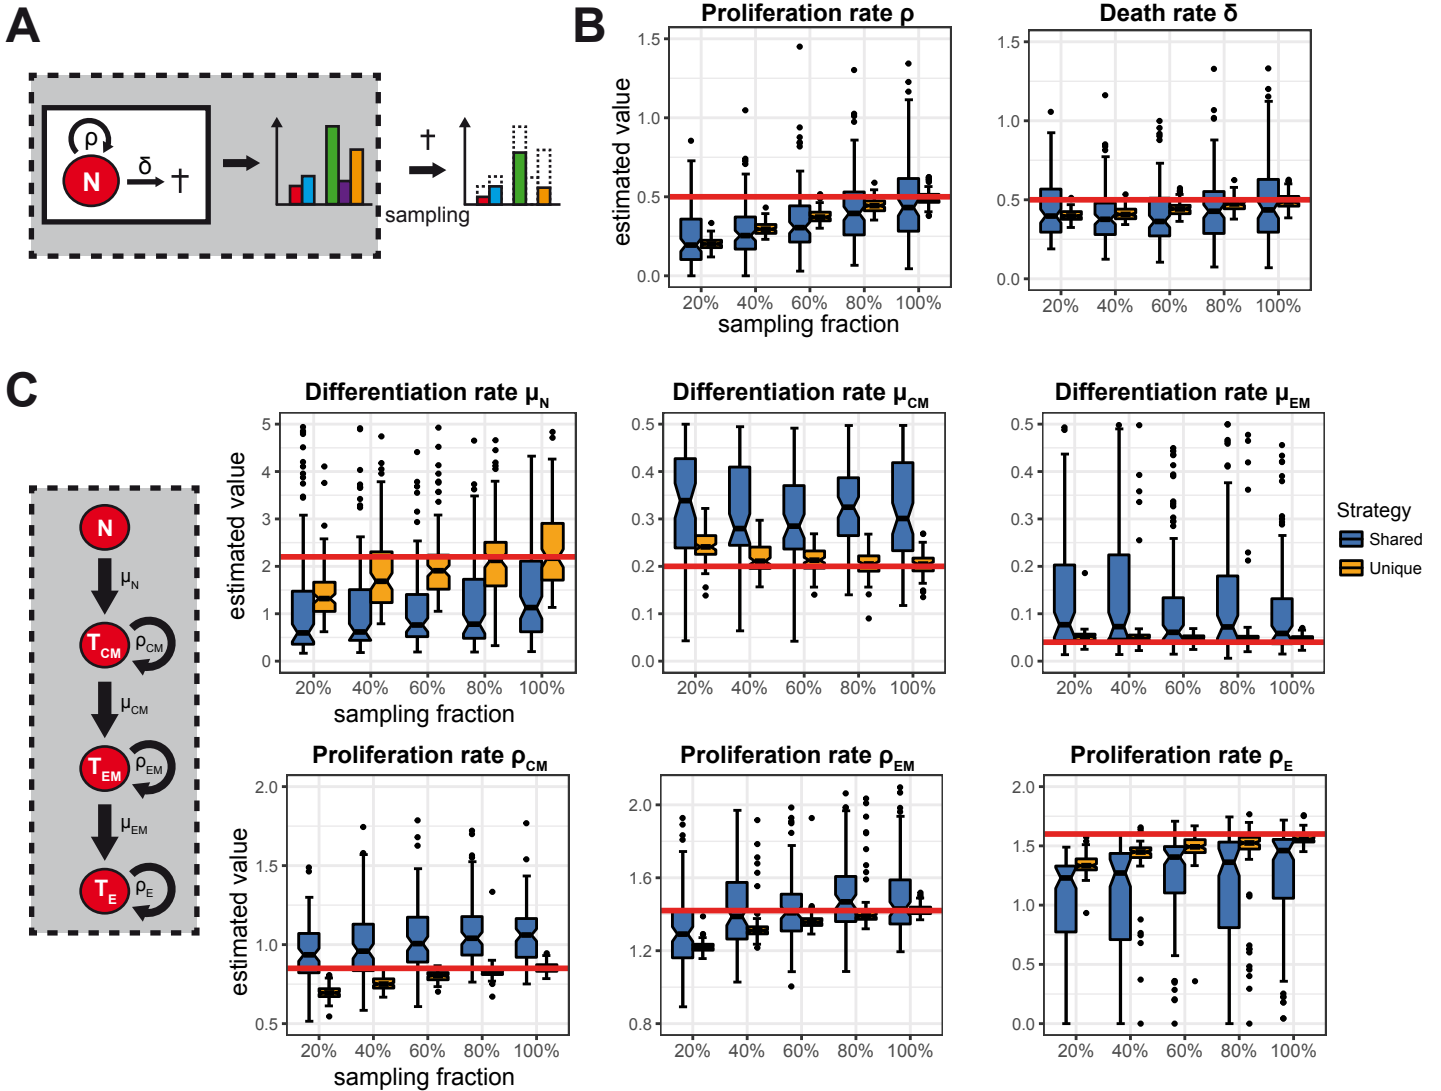 A
ρ
N
δ
†
†
sampling
B
Proliferation rate ρ
estimated value
1.5
1.0
0.5
0.0
20% 40% 60% 80% 100%
sampling fraction
Death rate δ
1.5
1.0
0.5
0.0
20% 40% 60% 80% 100%
C
N
μN
TCM
ρCM
μCM
TEM
ρEM
μEM
TE
ρE
Differentiation rate μN
estimated value
5
4
3
2
1
0
20% 40% 60% 80% 100%
sampling fraction
Differentiation rate μCM
0.5
0.4
0.3
0.2
0.1
0.0
20% 40% 60% 80% 100%
Differentiation rate μEM
0.5
0.4
0.3
0.2
0.1
0.0
20% 40% 60% 80% 100%
Strategy
Shared
Unique
Proliferation rate ρCM
estimated value
2.0
1.5
1.0
0.5
20% 40% 60% 80% 100%
sampling fraction
Proliferation rate ρEM
2.0
1.6
1.2
0.8
20% 40% 60% 80% 100%
Proliferation rate ρE
2.0
1.5
1.0
0.5
0.0
20% 40% 60% 80% 100%